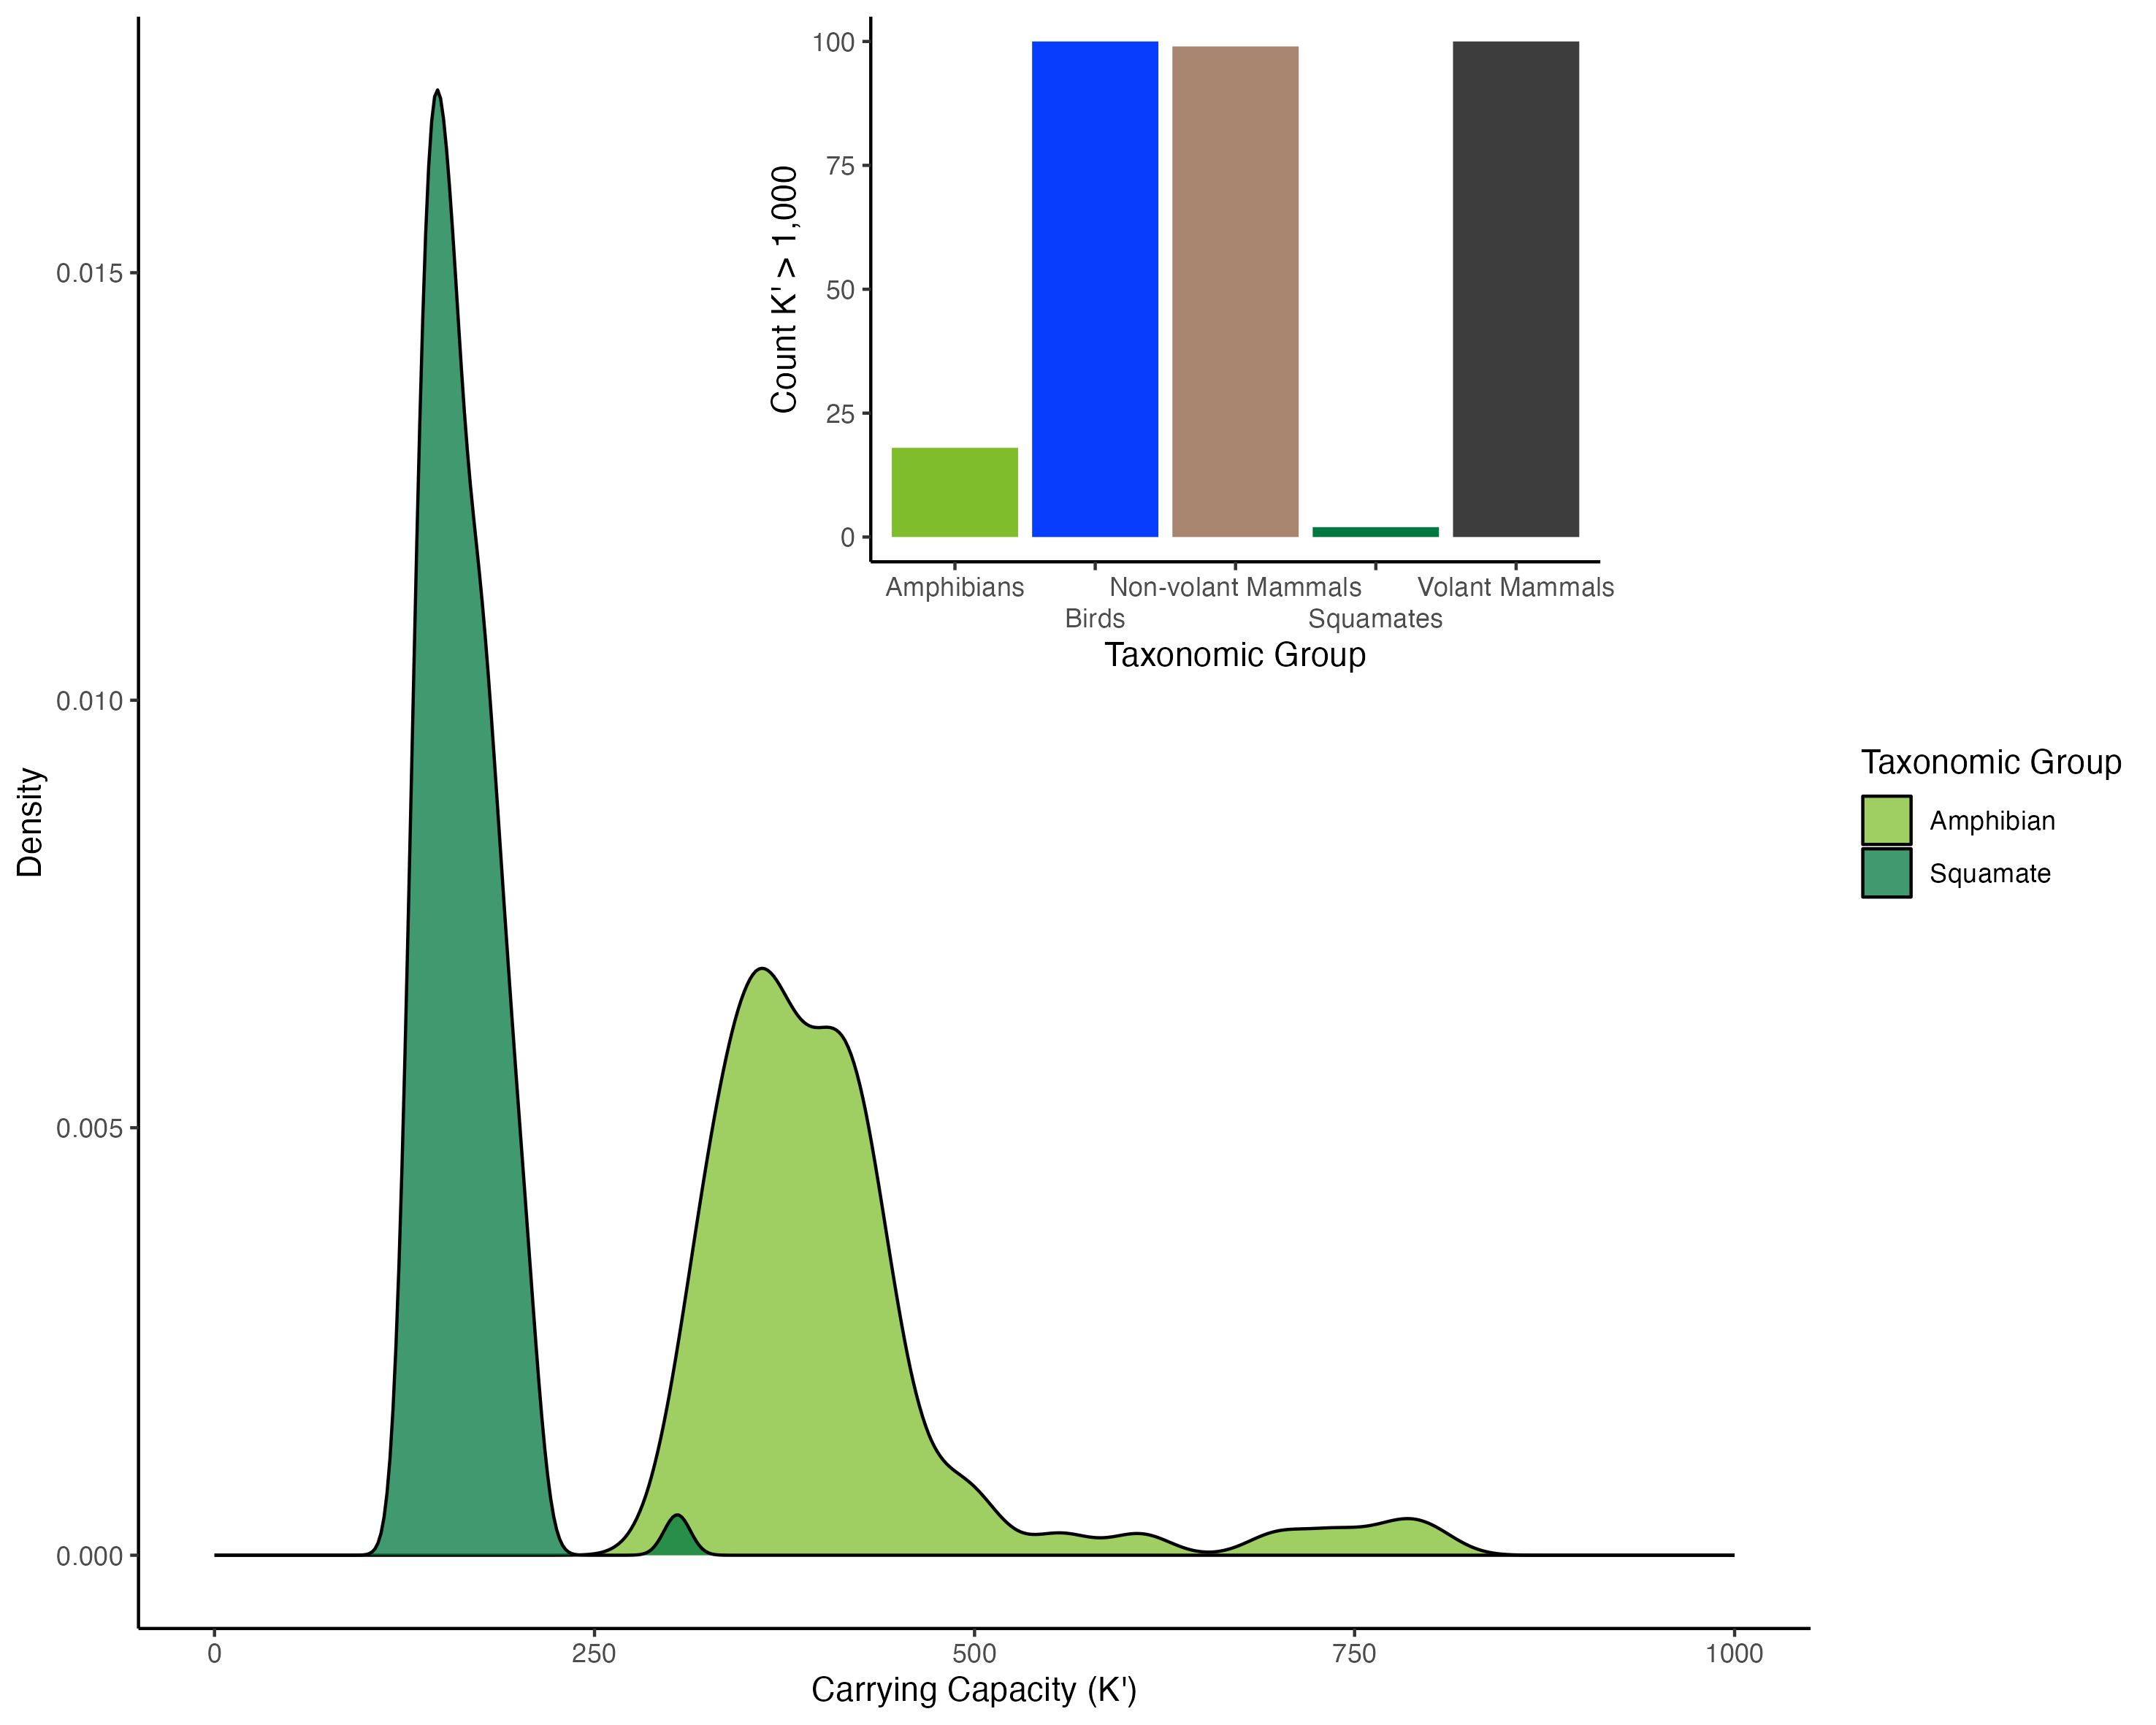 100
75
50
25
0
Count K' > 1,000
Amphibians
Birds
Non-volant Mammals
Squamates
Volant Mammals
Taxonomic Group
0.015
0.010
0.005
0.000
Density
0
250
500
750
1000
Carrying Capacity (K')
Taxonomic Group
Amphibian
Squamate